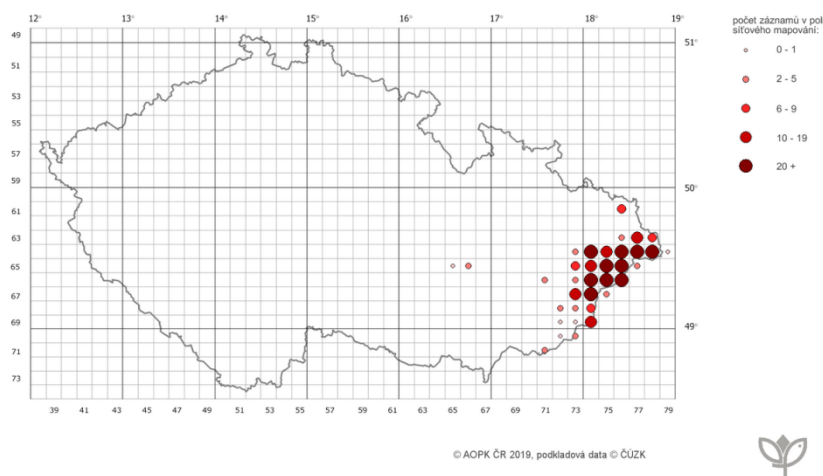 12° 13° 14° 15° 16° 17° 18° 19°
počet záznamů v poli
síťového mapování:
49 51°
0 - 1
51
2 - 5
53
6 - 9
55
10 - 19
57
20 +
59 50°
61
63
65
67
69 49°
71
73
39 41 43 45 47 49 51 53 55 57 59 61 63 65 67 69 71 73 75 77 79
© AOPK ČR 2019, podkladová data © ČÚZK